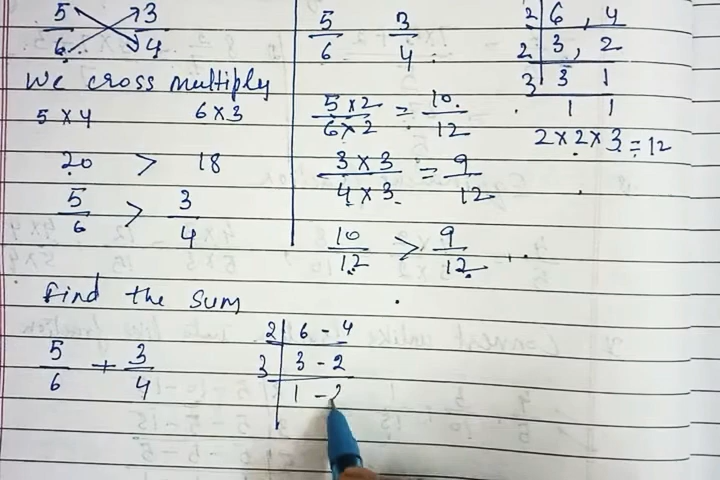 5/6 3/4
We cross multiply
5 × 4 6 × 3
20 > 18
5/6 > 3/4
5/6 3/4
5×2/6×2 = 10/12
3×3/4×3 = 9/12
10/12 > 9/12
2 | 6, 4
2 | 3, 2
3 | 3 1
1 1
2×2×3=12
Find the sum
5/6 + 3/4
2 | 6 - 4
3 | 3 - 2
1 - 2